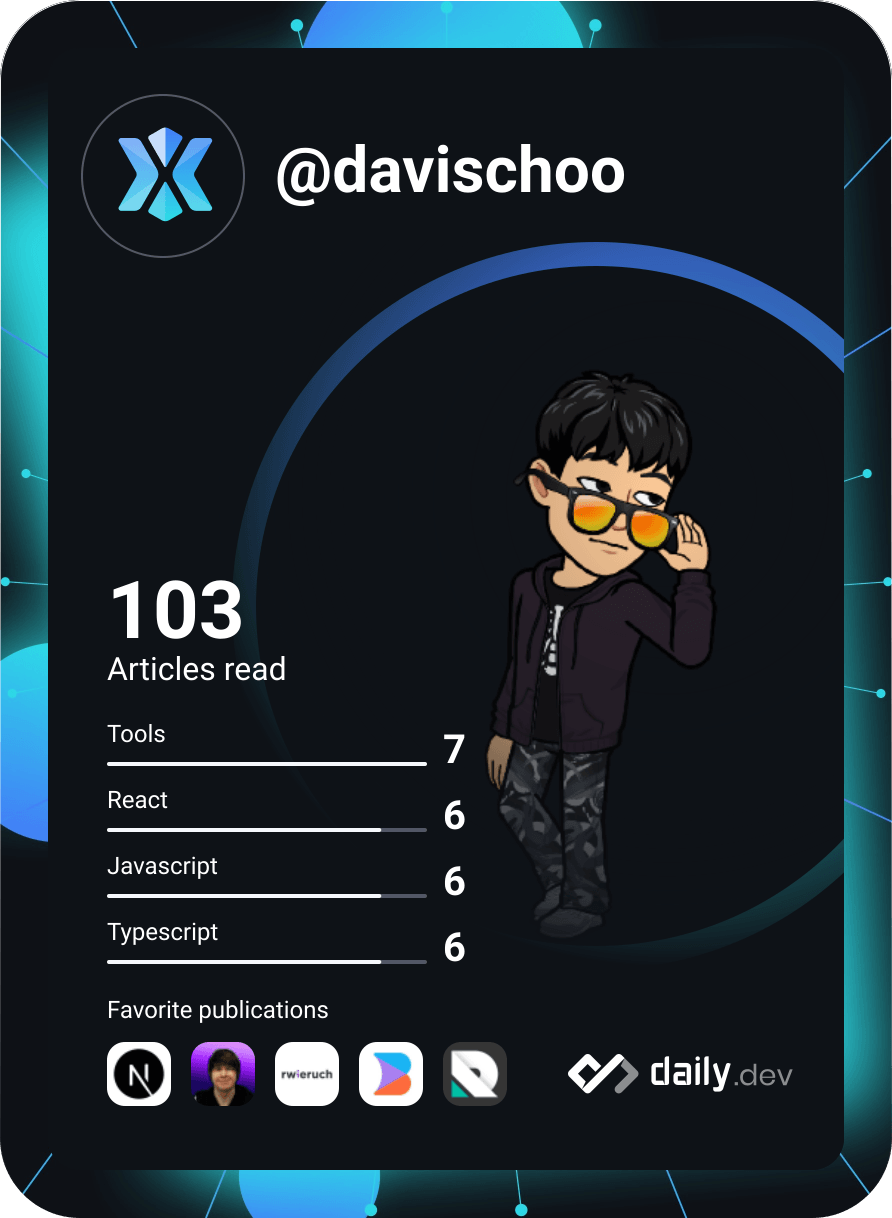 @davischoo
103
Articles read
Tools
7
React
6
Javascript
6
Typescript
6
Favorite publications
N
rwieruch
daily.dev